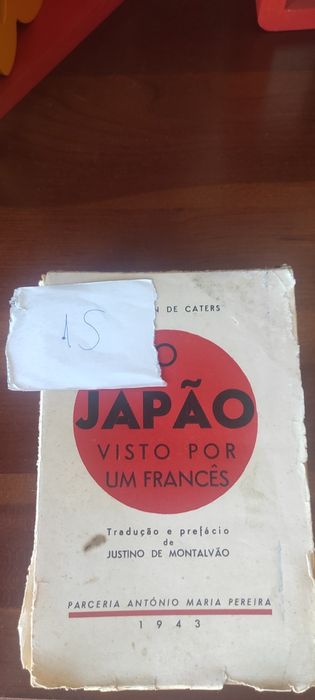 15
N DE CATERS
O
JAPÃO
VISTO POR
UM FRANCÊS
Tradução e prefácio
de
JUSTINO DE MONTALVÃO
PARCERIA ANTÓNIO MARIA PEREIRA
1943